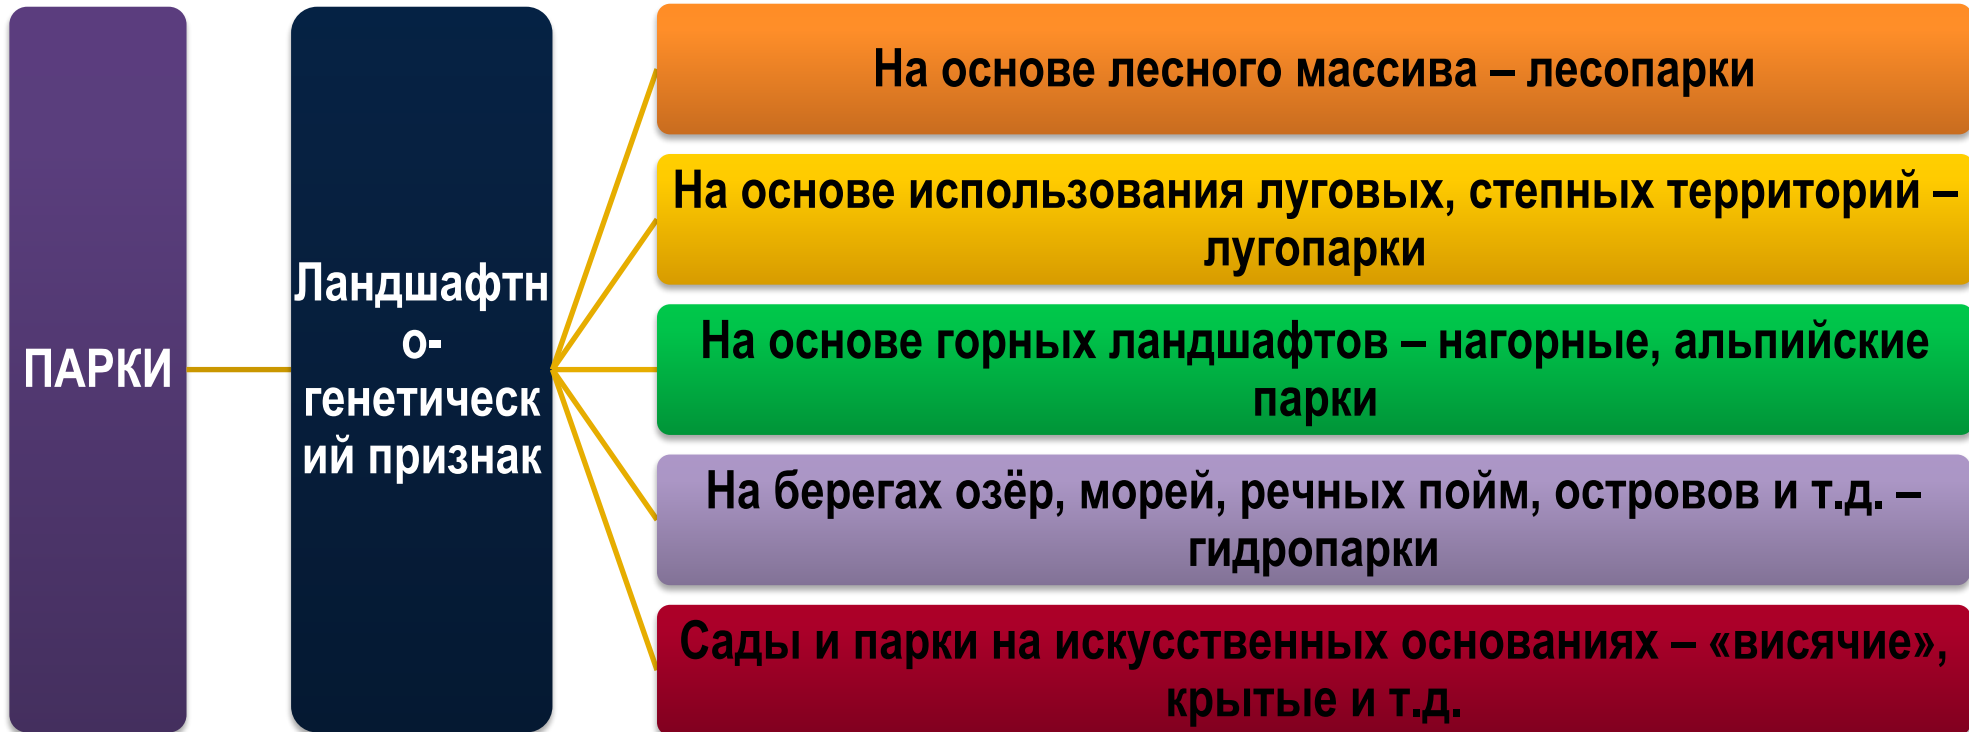 ПАРКИ
Ландшафтн
о-
генетическ
ий признак
На основе лесного массива – лесопарки
На основе использования луговых, степных территорий –
лугопарки
На основе горных ландшафтов – нагорные, альпийские
парки
На берегах озёр, морей, речных пойм, островов и т.д. –
гидропарки
Сады и парки на искусственных основаниях – «висячие»,
крытые и т.д.